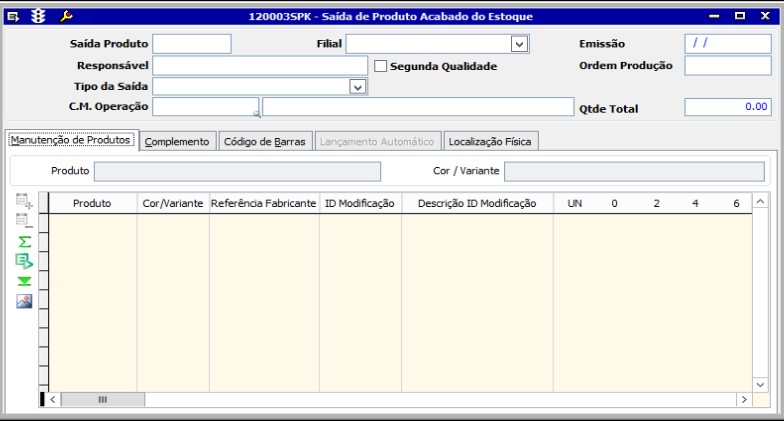 120003SPK - Saída de Produto Acabado do Estoque
Saída Produto Filial Emissão / /
Responsável Segunda Qualidade Ordem Produção
Tipo da Saída
C.M. Operação Qtde Total 0.00
Manutenção de Produtos Complemento Código de Barras Lançamento Automático Localização Física
Produto Cor / Variante
Produto Cor/Variante Referência Fabricante ID Modificação Descrição ID Modificação UN 0 2 4 6